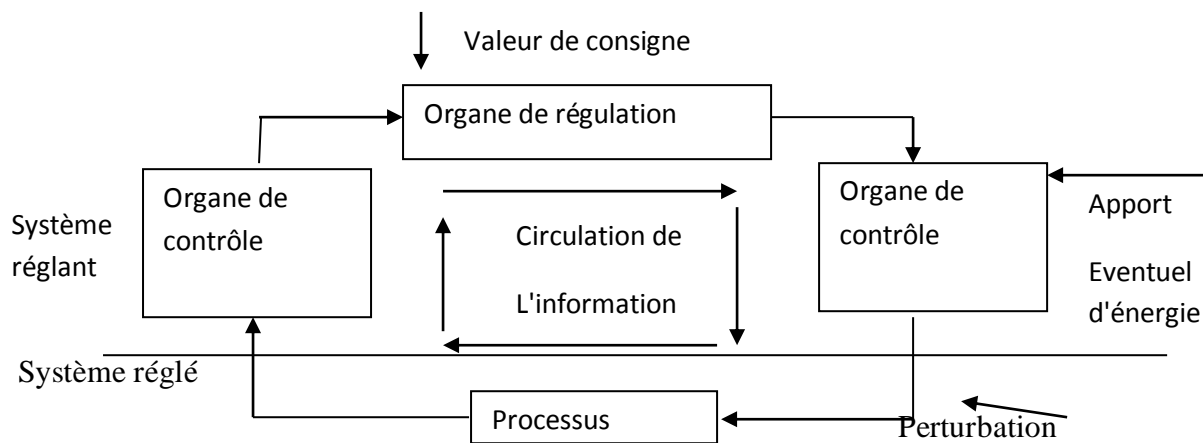 Valeur de consigne
Organe de régulation
Organe de
contrôle
Organe de
contrôle
Système
réglant
Circulation de
L'information
Apport
Eventuel
d'énergie
Système réglé
Processus
Perturbation